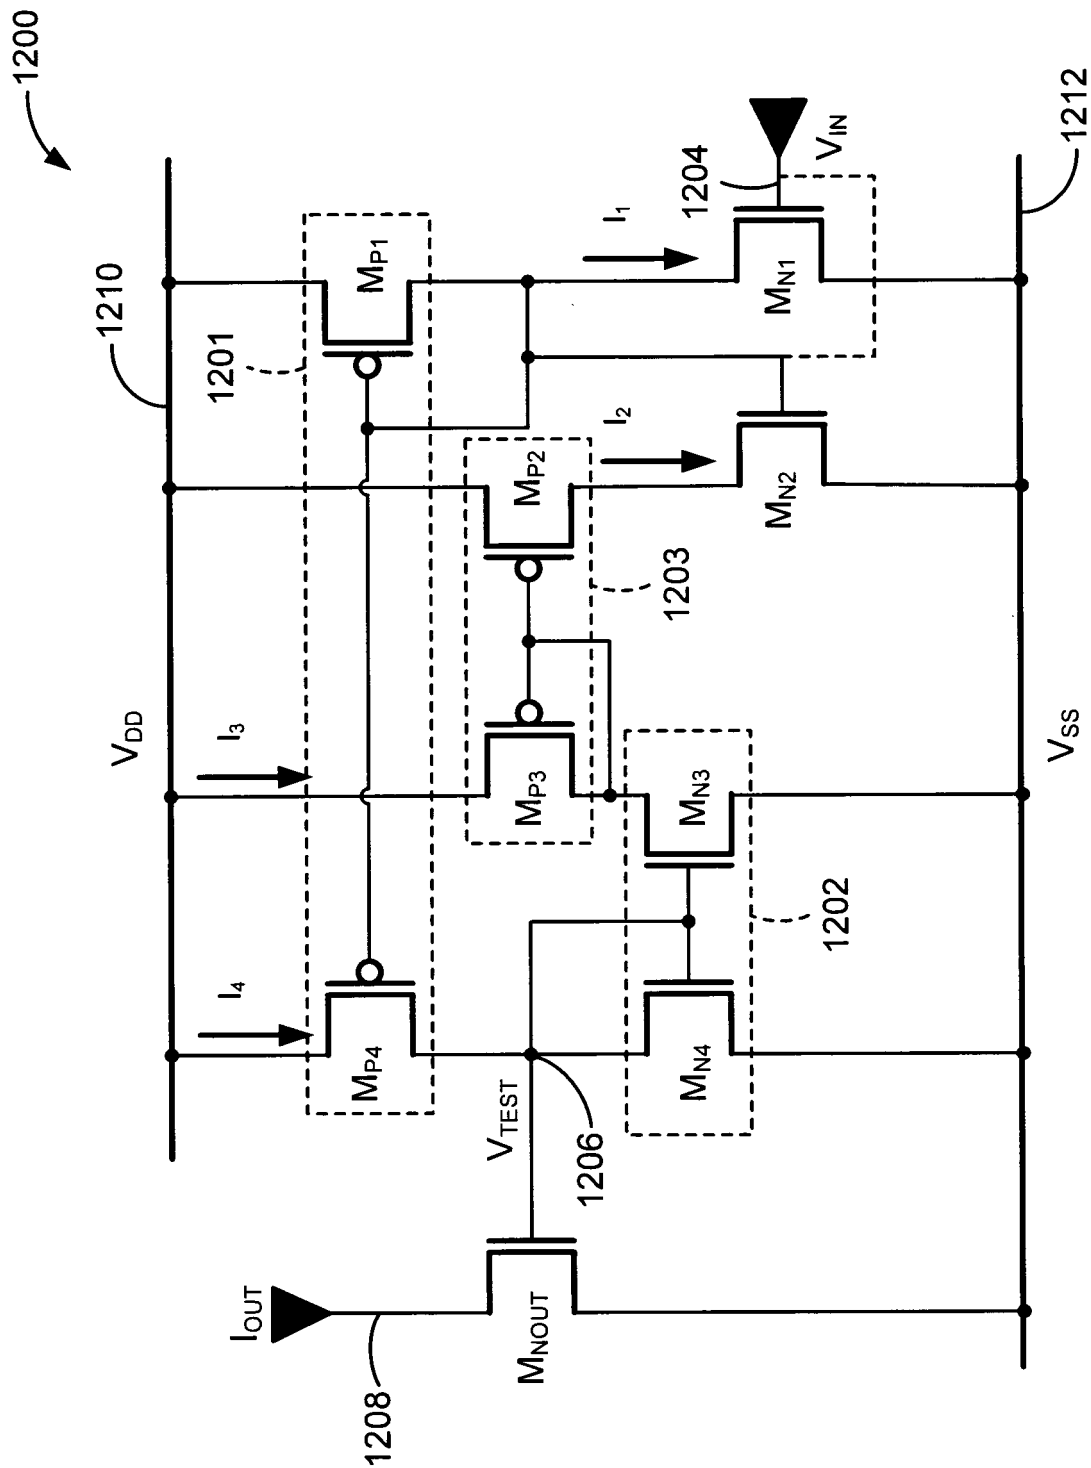 1200
1210
V_DD
1201
M_P1
I_1
1204
V_IN
M_N1
1212
I_2
M_P2
M_N2
1203
I_3
M_P3
M_N3
V_SS
1202
I_4
M_P4
V_TEST
M_N4
1206
I_OUT
M_NOUT
1208